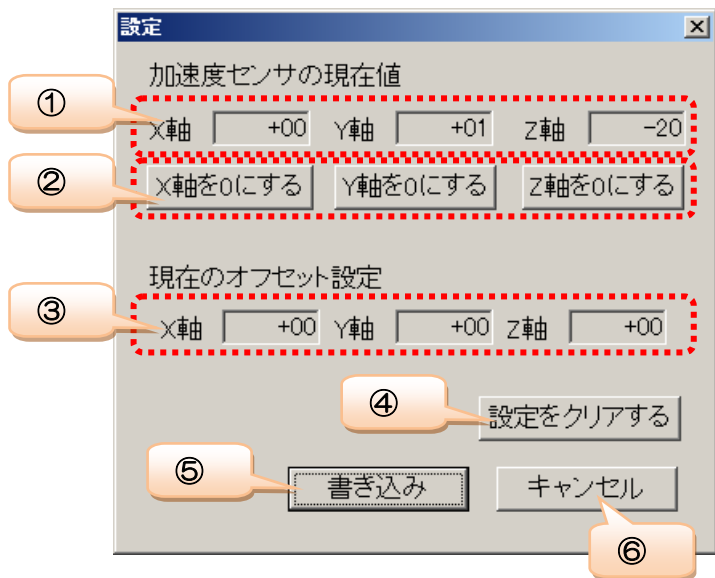 設定
加速度センサの現在値
① X軸 +00 Y軸 +01 Z軸 -20
② X軸を0にする Y軸を0にする Z軸を0にする
現在のオフセット設定
③ X軸 +00 Y軸 +00 Z軸 +00
④ 設定をクリアする
⑤ 書き込み キャンセル
⑥